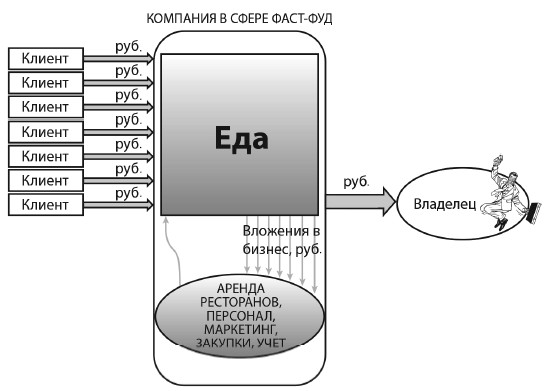 КОМПАНИЯ В СФЕРЕ ФАСТ-ФУД
руб.
Клиент
руб.
Клиент
руб.
Клиент
руб.
Клиент
руб.
Клиент
руб.
Клиент
руб.
Клиент
Еда
руб.
Владелец
Вложения в
бизнес, руб.
АРЕНДА
РЕСТОРАНОВ,
ПЕРСОНАЛ,
МАРКЕТИНГ,
ЗАКУПКИ, УЧЕТ